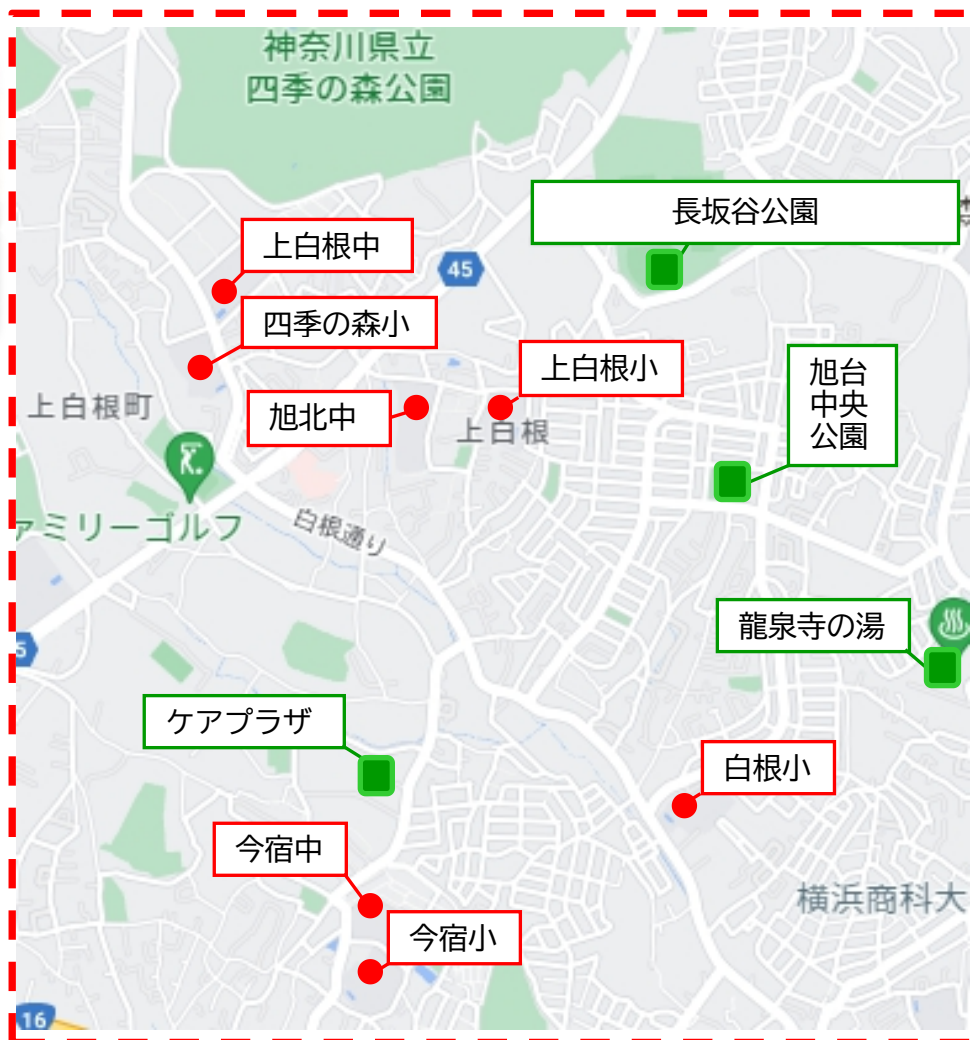 神奈川県立
四季の森公園
長坂谷公園
上白根中
45
四季の森小
上白根小
旭台
中央
公園
上白根町
旭北中
上白根
ァミリーゴルフ
白根通り
龍泉寺の湯
ケアプラザ
白根小
今宿中
横浜商科大
今宿小
16